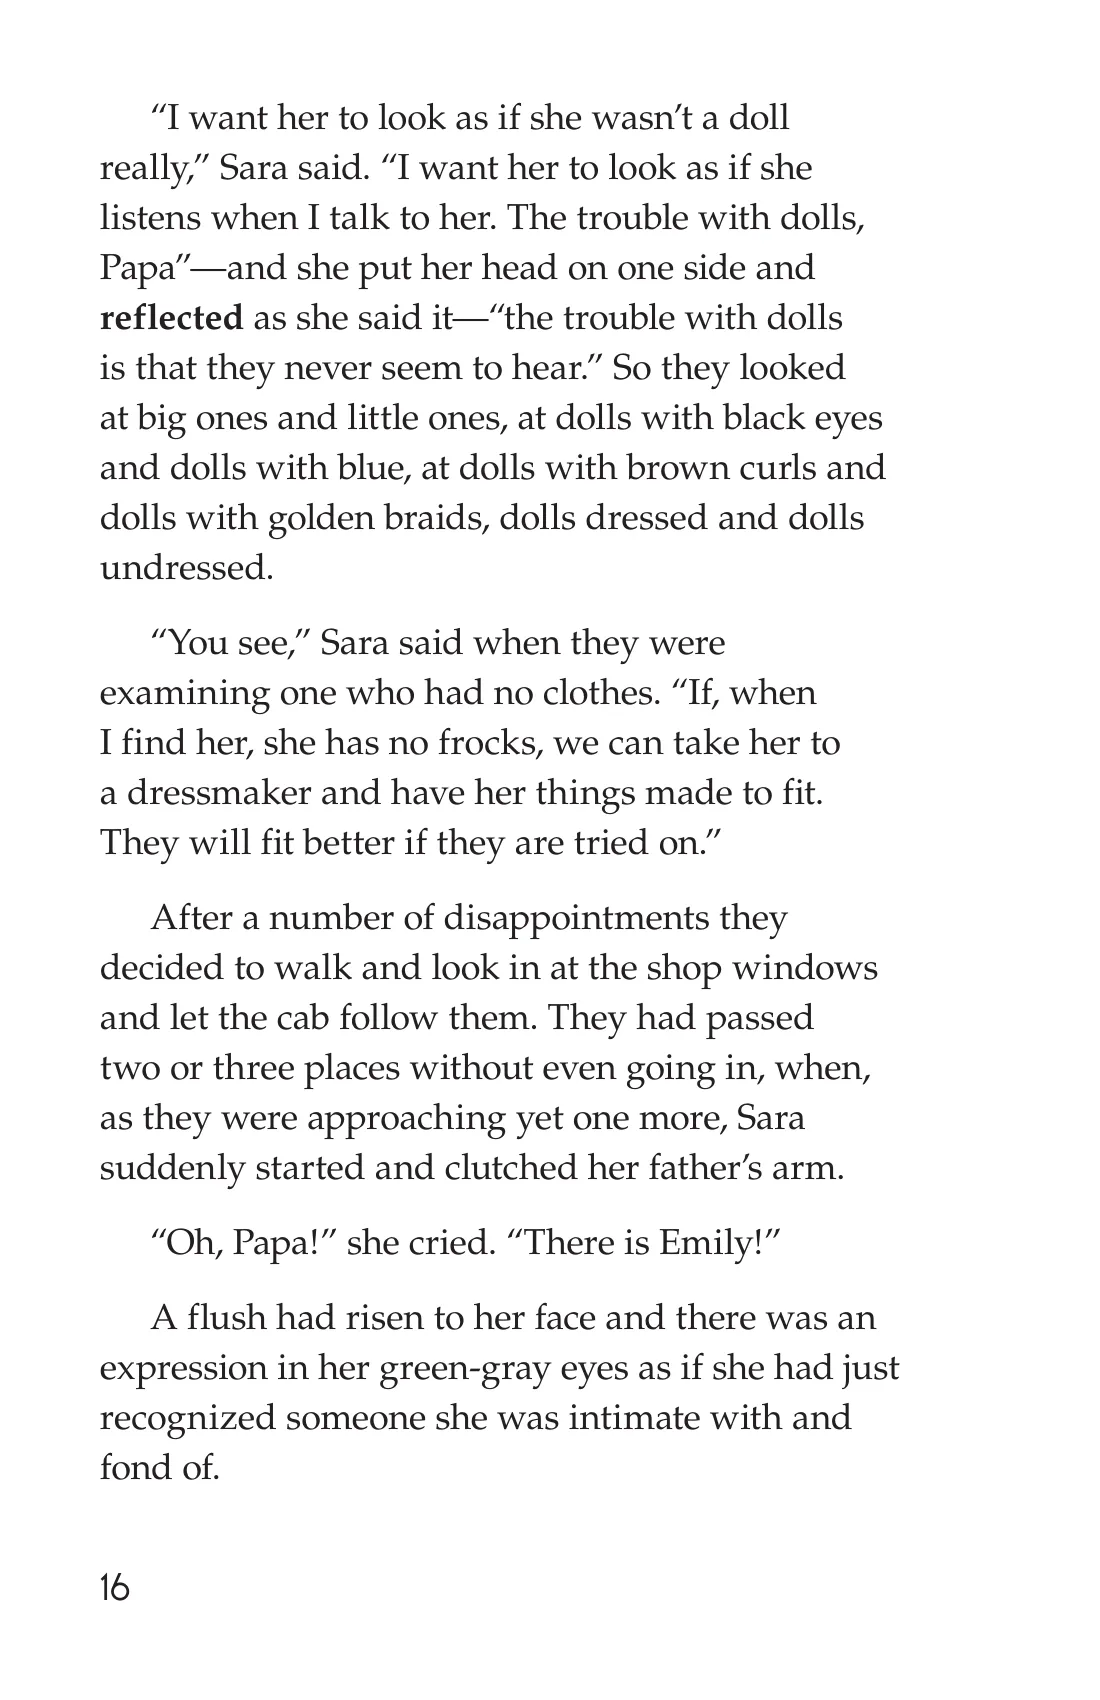 “I want her to look as if she wasn’t a doll
really,” Sara said. “I want her to look as if she
listens when I talk to her. The trouble with dolls,
Papa”—and she put her head on one side and
reflected as she said it—“the trouble with dolls
is that they never seem to hear.” So they looked
at big ones and little ones, at dolls with black eyes
and dolls with blue, at dolls with brown curls and
dolls with golden braids, dolls dressed and dolls
undressed.
“You see,” Sara said when they were
examining one who had no clothes. “If, when
I find her, she has no frocks, we can take her to
a dressmaker and have her things made to fit.
They will fit better if they are tried on.”
After a number of disappointments they
decided to walk and look in at the shop windows
and let the cab follow them. They had passed
two or three places without even going in, when,
as they were approaching yet one more, Sara
suddenly started and clutched her father’s arm.
“Oh, Papa!” she cried. “There is Emily!”
A flush had risen to her face and there was an
expression in her green-gray eyes as if she had just
recognized someone she was intimate with and
fond of.
16